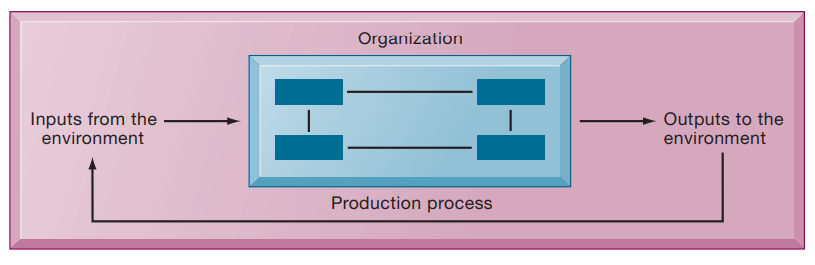 Organization
Inputs from the
environment
Outputs to the
environment
Production process